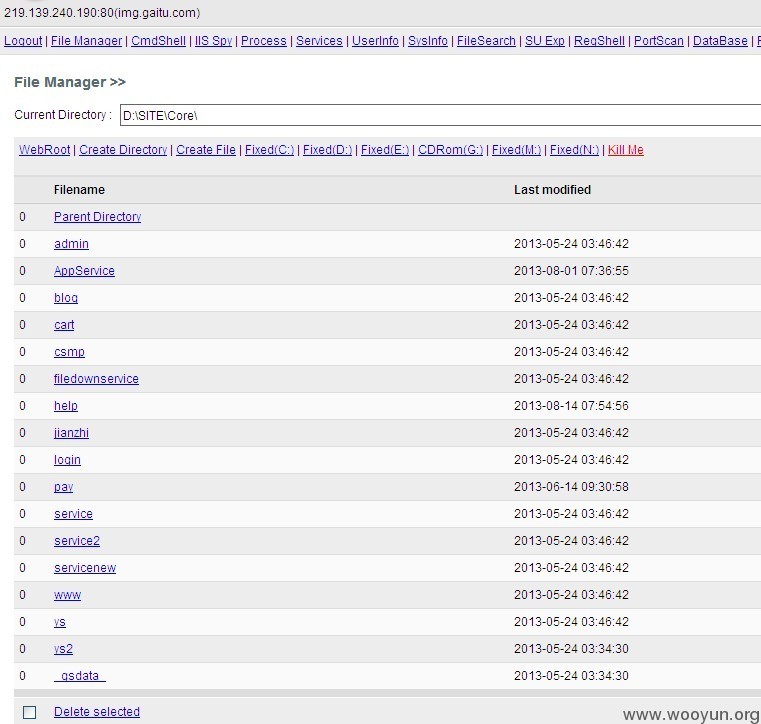 219.139.240.190:80(img.gaitu.com)
Logout | File Manager | CmdShell | IIS Spy | Process | Services | UserInfo | SysInfo | FileSearch | SU Exp | RegShell | PortScan | DataBase |
File Manager >>
Current Directory : D:\SITE\Core\
WebRoot | Create Directory | Create File | Fixed(C:) | Fixed(D:) | Fixed(E:) | CDRom(G:) | Fixed(M:) | Fixed(N:) | Kill Me
Filename Last modified
0 Parent Directory
0 admin 2013-05-24 03:46:42
0 AppService 2013-08-01 07:36:55
0 blog 2013-05-24 03:46:42
0 cart 2013-05-24 03:46:42
0 csmp 2013-05-24 03:46:42
0 filedownservice 2013-05-24 03:46:42
0 help 2013-08-14 07:54:56
0 jianzhi 2013-05-24 03:46:42
0 login 2013-05-24 03:46:42
0 pay 2013-06-14 09:30:58
0 service 2013-05-24 03:46:42
0 service2 2013-05-24 03:46:42
0 servicenew 2013-05-24 03:46:42
0 www 2013-05-24 03:46:42
0 ys 2013-05-24 03:46:42
0 ys2 2013-05-24 03:34:30
0 _gsdata_ 2013-05-24 03:34:30
Delete selected
www.wooyun.org